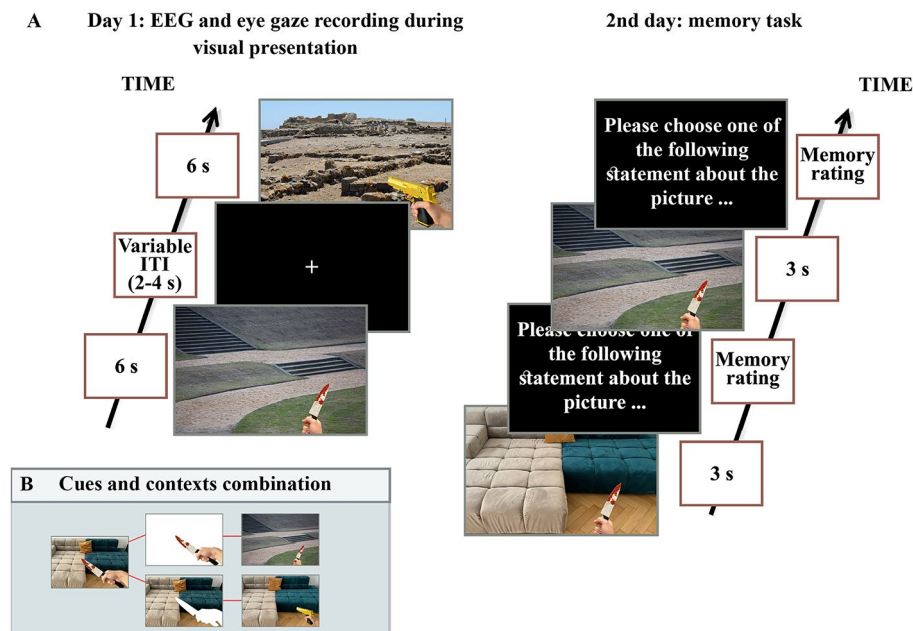 A
Day 1: EEG and eye gaze recording during
visual presentation
2nd day: memory task
TIME
6 s
Variable
ITI
(2-4 s)
6 s
TIME
Please choose one of
the following
statement about the
picture ...
Memory
rating
3 s
Please choose one of
the following
statement about the
picture ...
Memory
rating
3 s
B
Cues and contexts combination